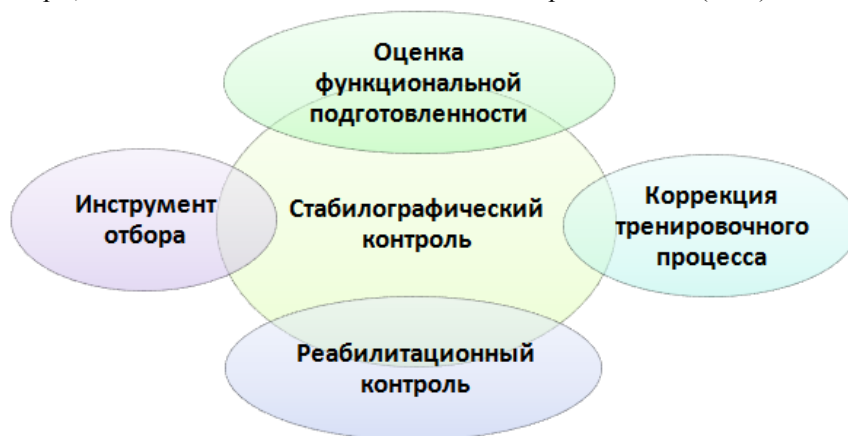 Оценка
функциональной
подготовленности
Инструмент
отбора
Стабилографический
контроль
Коррекция
тренировочного
процесса
Реабилитационный
контроль